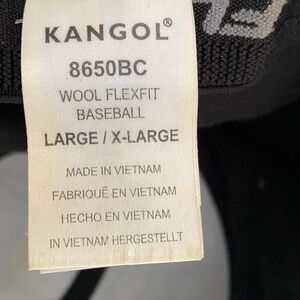 KANGOL®
8650BC
WOOL FLEXFIT
BASEBALL
LARGE / X-LARGE
MADE IN VIETNAM
FABRIQUÉ EN VIETNAM
HECHO EN VIETNAM
IN VIETNAM HERGESTELLT